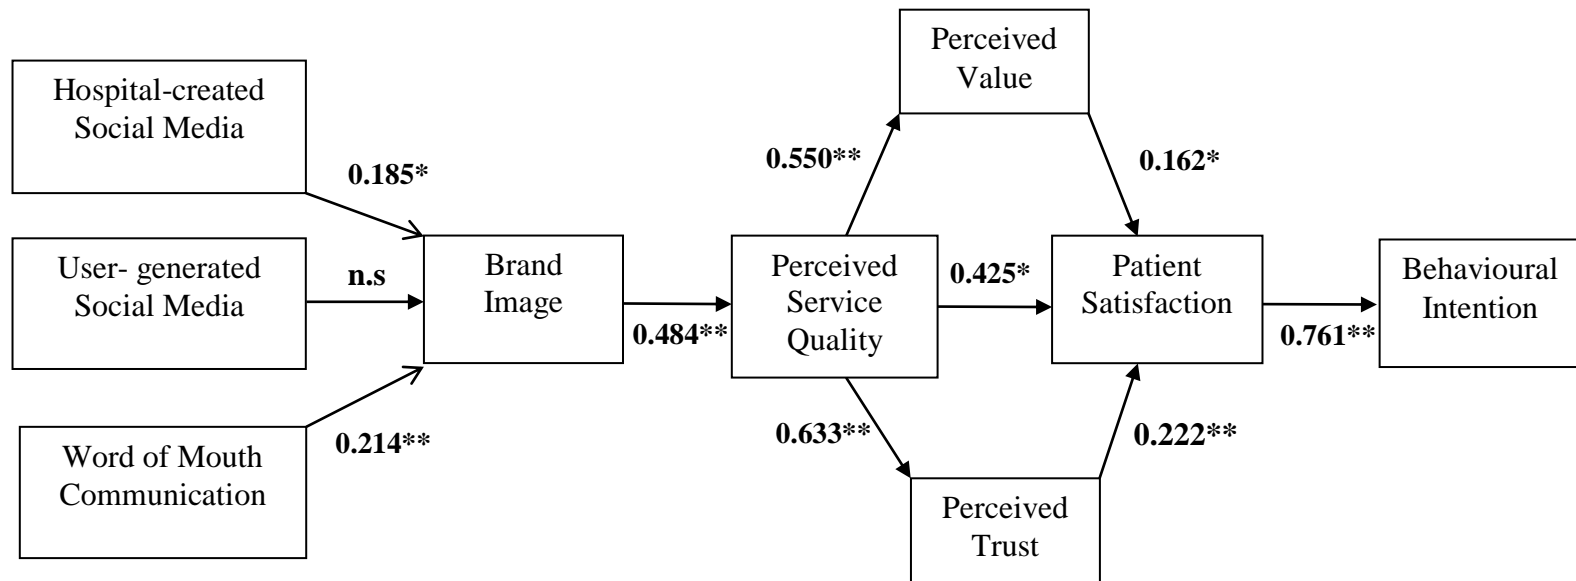 Hospital-created
Social Media
0.185*
User- generated
Social Media
n.s
Word of Mouth
Communication
0.214**
Brand
Image
0.484**
Perceived
Service
Quality
0.550**
Perceived
Value
0.162*
0.425*
0.633**
Perceived
Trust
0.222**
Patient
Satisfaction
0.761**
Behavioural
Intention